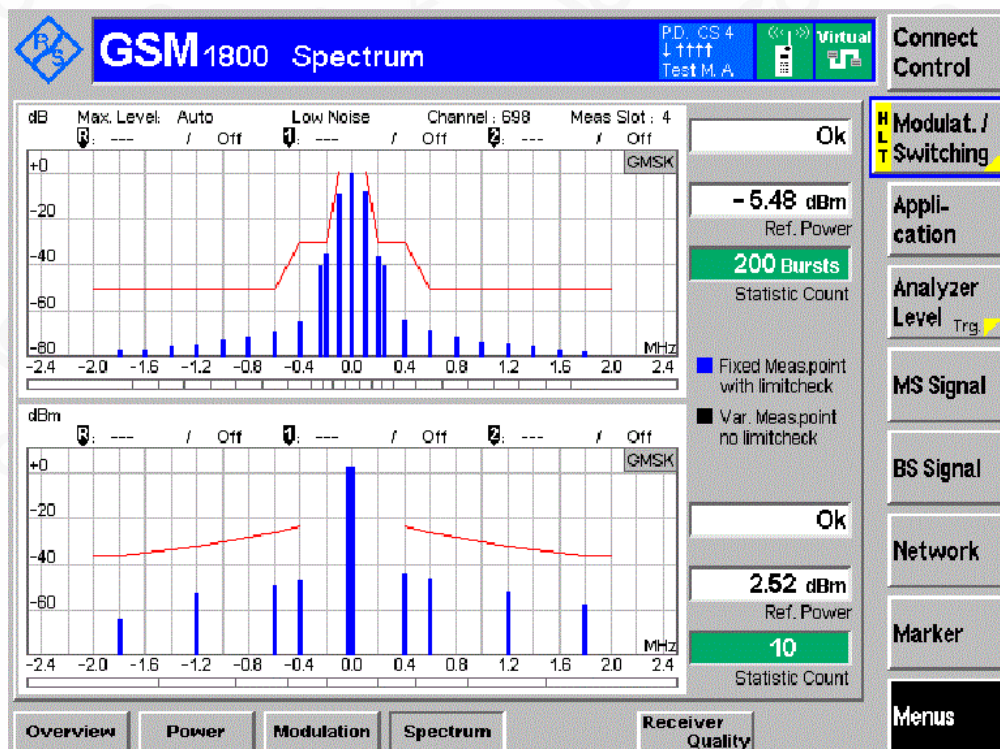 R/S
GSM 1800 Spectrum
P.D. CS 4
Test M. A
Virtual
Connect Control
dB Max. Level: Auto Low Noise Channel : 698 Meas Slot : 4
R: --- / Off 1: --- / Off 2: --- / Off
GMSK
+0
-20
-40
-60
-80
MHz
-2.4 -2.0 -1.6 -1.2 -0.8 -0.4 0.0 0.4 0.8 1.2 1.6 2.0 2.4
Ok
- 5.48 dBm
Ref. Power
200 Bursts
Statistic Count
Fixed Meas.point
with limitcheck
Var. Meas.point
no limitcheck
dBm
R: --- / Off 1: --- / Off 2: --- / Off
GMSK
+0
-20
-40
-60
MHz
-2.4 -2.0 -1.6 -1.2 -0.8 -0.4 0.0 0.4 0.8 1.2 1.6 2.0 2.4
Ok
2.52 dBm
Ref. Power
10
Statistic Count
HLT
Modulat. /
Switching
Appli-
cation
Analyzer
Level Trg.
MS Signal
BS Signal
Network
Marker
Menus
Overview
Power
Modulation
Spectrum
Receiver
Quality